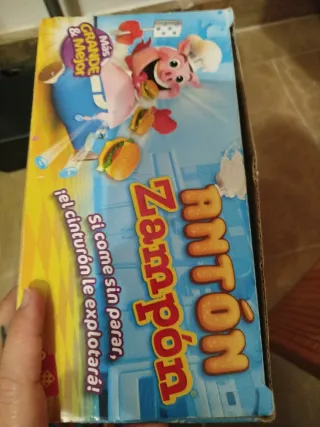 Más
GRANDE
& Mejor
ANTÓN
Zampón
Si come sin parar,
¡el cinturón le explotará!